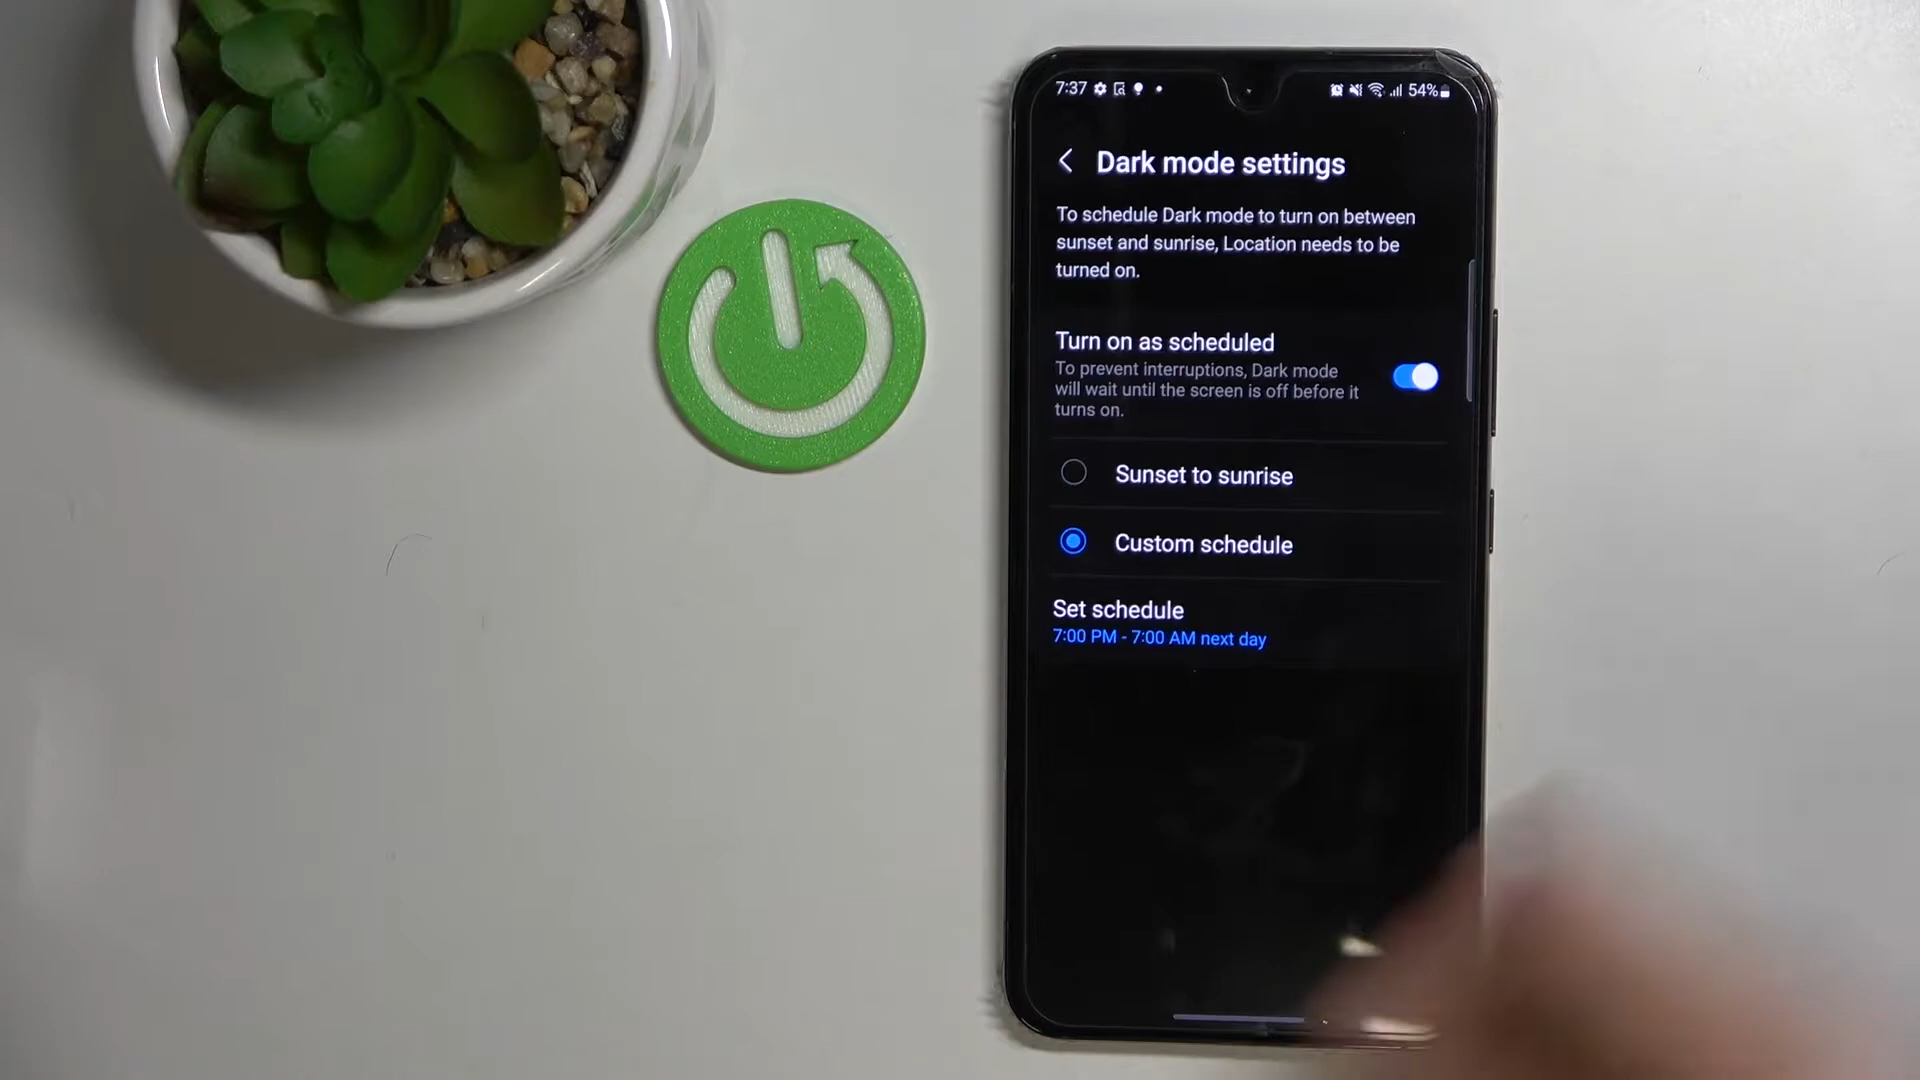 7:37 54%
Dark mode settings
To schedule Dark mode to turn on between
sunset and sunrise, Location needs to be
turned on.
Turn on as scheduled
To prevent interruptions, Dark mode
will wait until the screen is off before it
turns on.
Sunset to sunrise
Custom schedule
Set schedule
7:00 PM - 7:00 AM next day